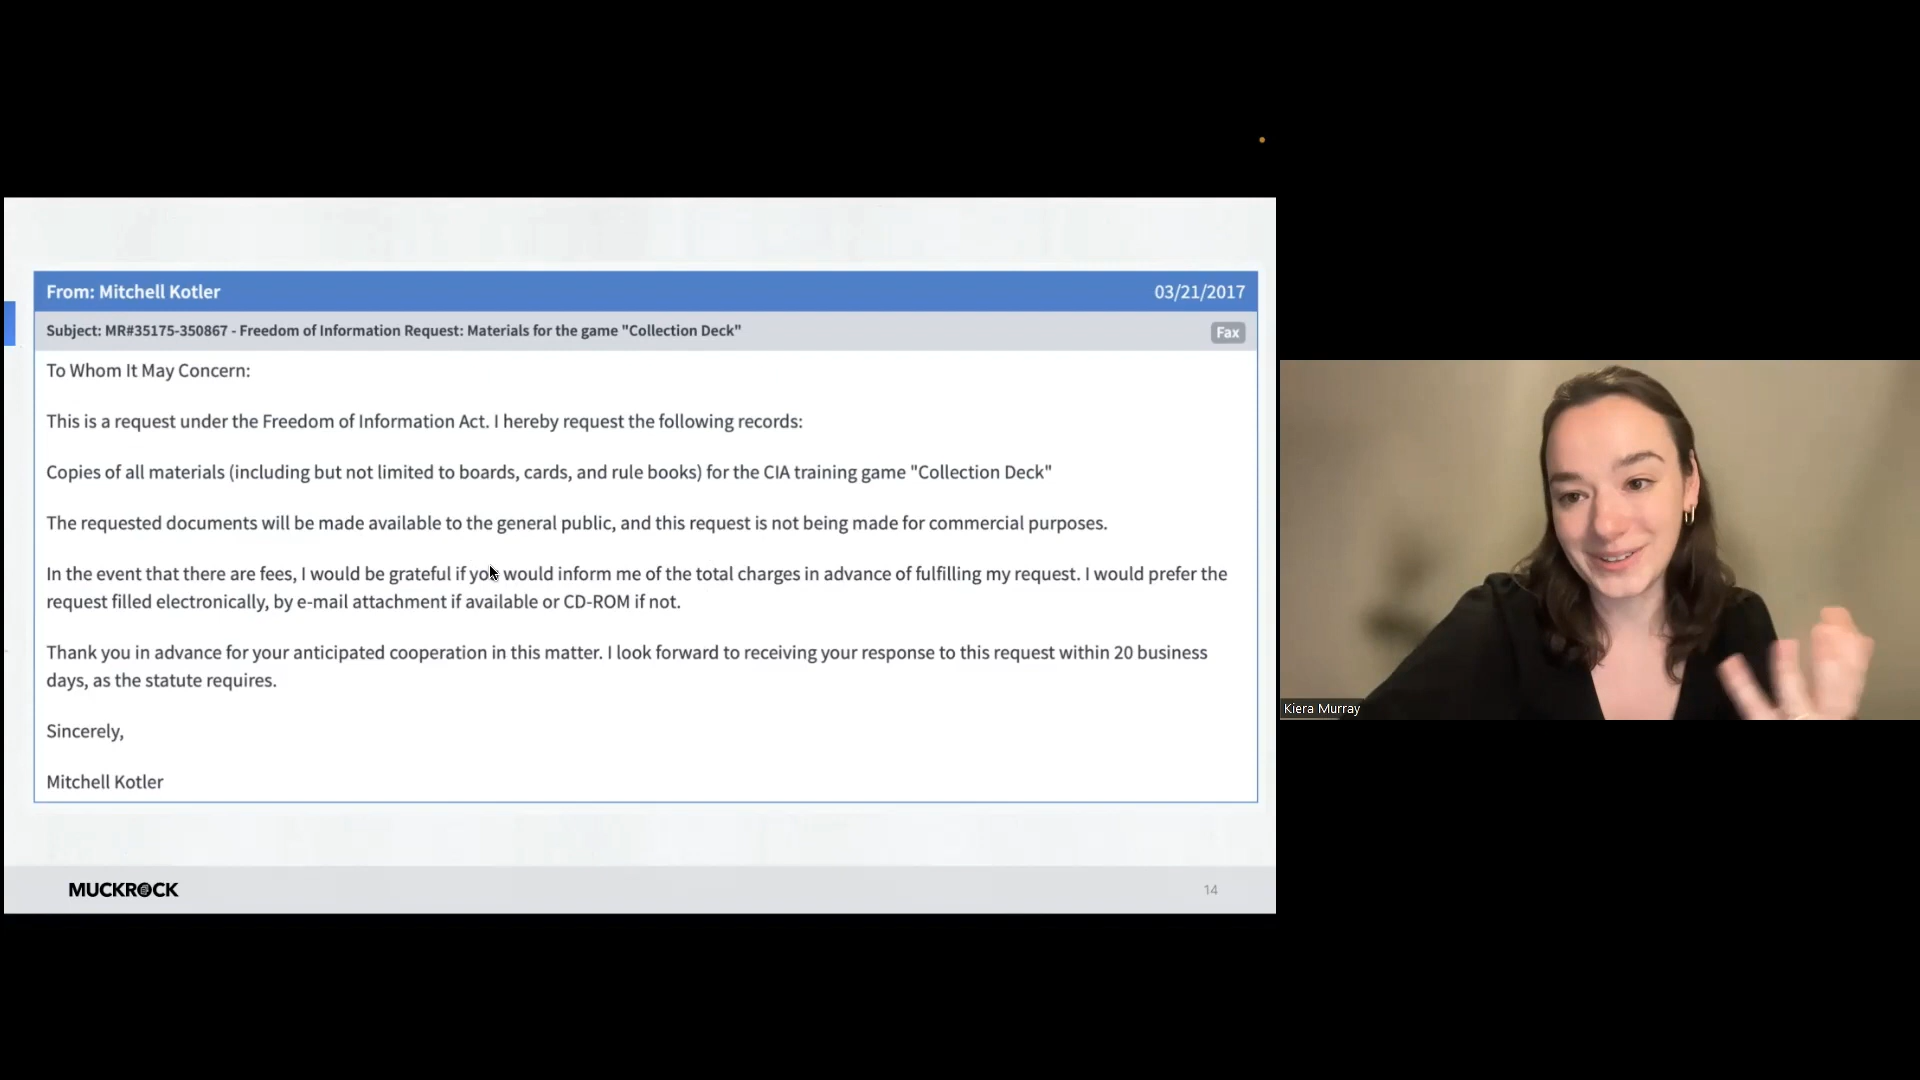 From: Mitchell Kotler 03/21/2017
Subject: MR#35175-350867 - Freedom of Information Request: Materials for the game "Collection Deck" Fax
To Whom It May Concern:
This is a request under the Freedom of Information Act. I hereby request the following records:
Copies of all materials (including but not limited to boards, cards, and rule books) for the CIA training game "Collection Deck"
The requested documents will be made available to the general public, and this request is not being made for commercial purposes.
In the event that there are fees, I would be grateful if you would inform me of the total charges in advance of fulfilling my request. I would prefer the
request filled electronically, by e-mail attachment if available or CD-ROM if not.
Thank you in advance for your anticipated cooperation in this matter. I look forward to receiving your response to this request within 20 business
days, as the statute requires.
Sincerely,
Mitchell Kotler
Kiera Murray
MUCKROCK 14